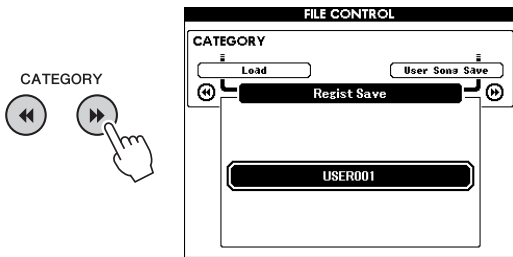 FILE CONTROL
CATEGORY
Load
User Song Save
Regist Save
USER001
CATEGORY